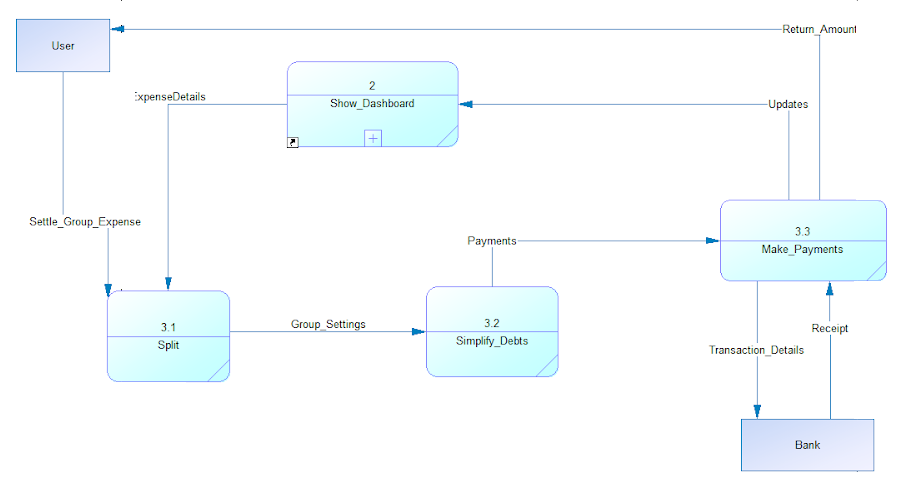 Return_Amount
User
2
Show_Dashboard
ExpenseDetails
Updates
Settle_Group_Expense
3.3
Make_Payments
Payments
3.1
Split
Group_Settings
3.2
Simplify_Debts
Receipt
Transaction_Details
Bank